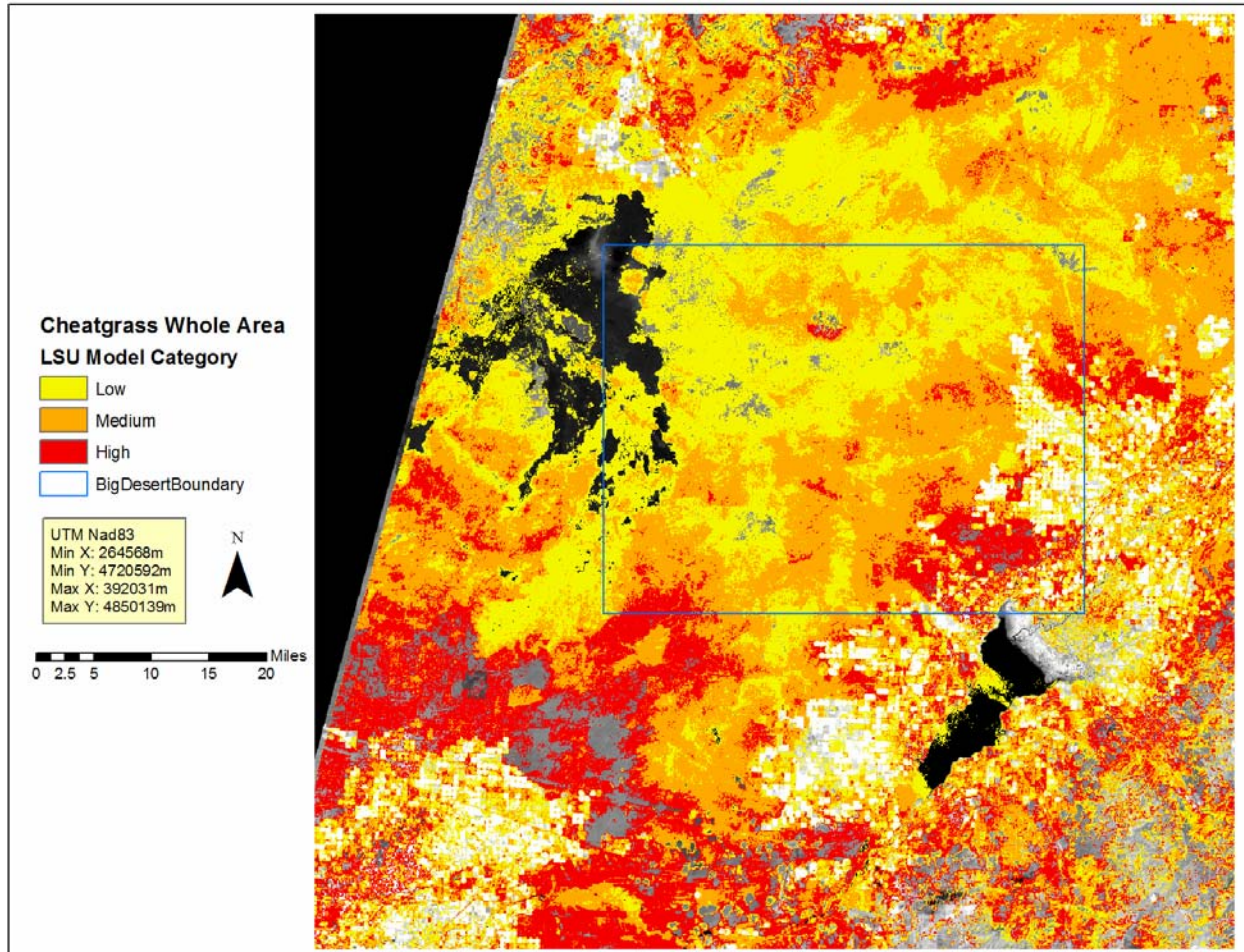 Cheatgrass Whole Area
LSU Model Category
Low
Medium
High
BigDesertBoundary
UTM Nad83
Min X: 264568m
Min Y: 4720592m
Max X: 392031m
Max Y: 4850139m
N
Miles
0 2.5 5 10 15 20